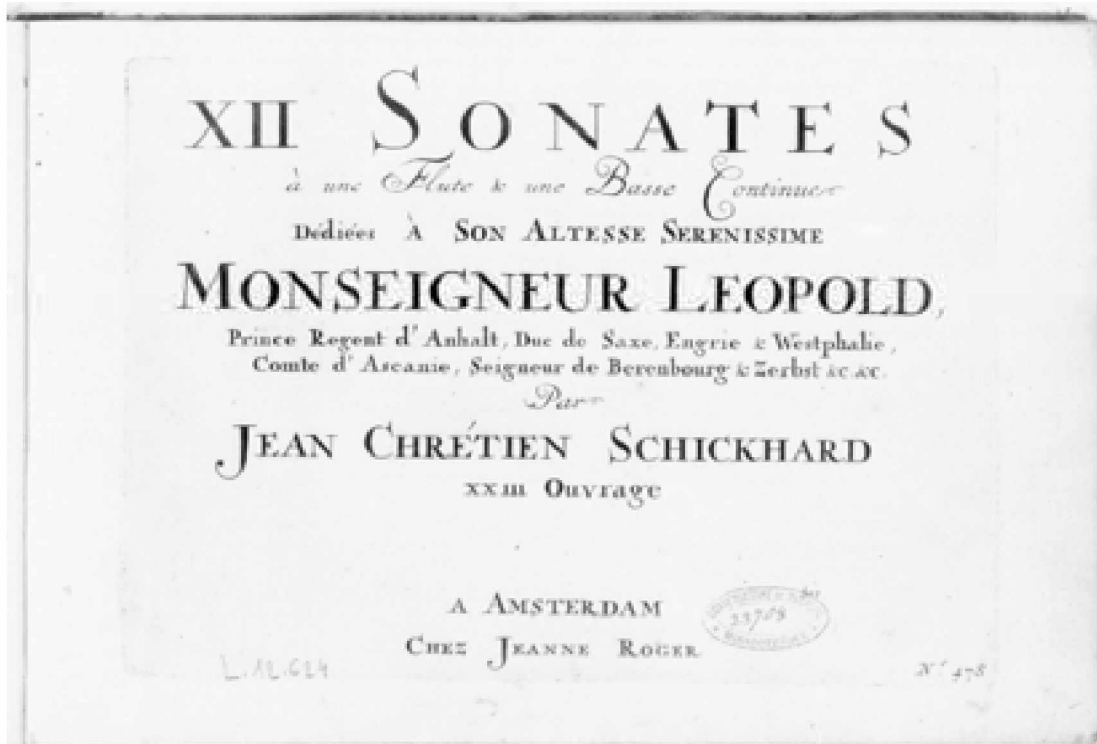 XII SONATES
à une Flute & une Basse Continue
Dédiées À SON ALTESSE SERENISSIME
MONSEIGNEUR LEOPOLD,
Prince Regent d'Anhalt, Duc de Saxe, Engrie & Westphalie,
Comte d'Ascanie, Seigneur de Berenbourg & Zerbst &c. &c.
Par
JEAN CHRÉTIEN SCHICKHARD
XXIII Ouvrage
A AMSTERDAM
CHEZ JEANNE ROGER
L.12.624
N.º 478